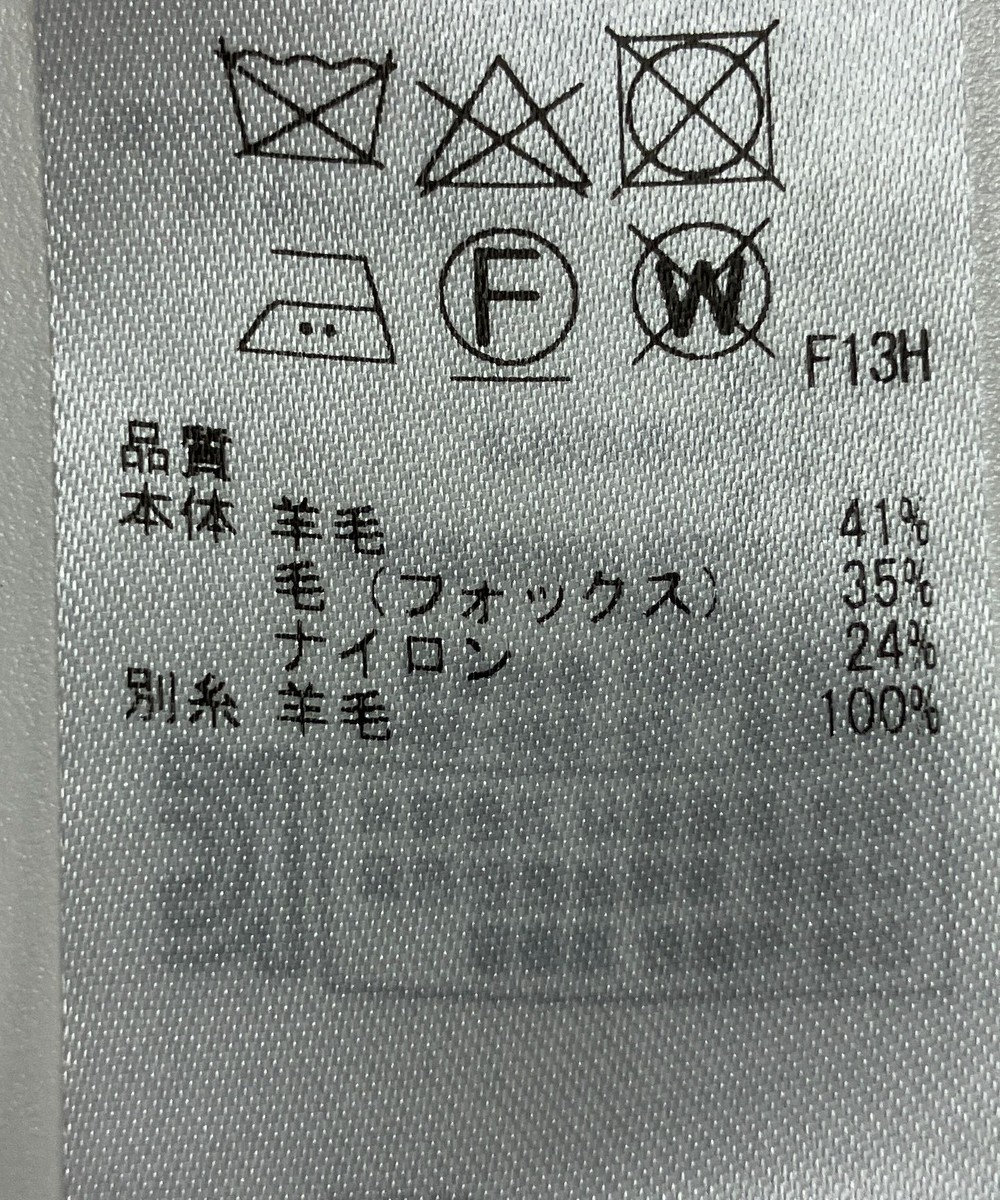 F
W
F13H
品質
本体 羊毛 41%
毛（フォックス） 35%
ナイロン 24%
別糸 羊毛 100%